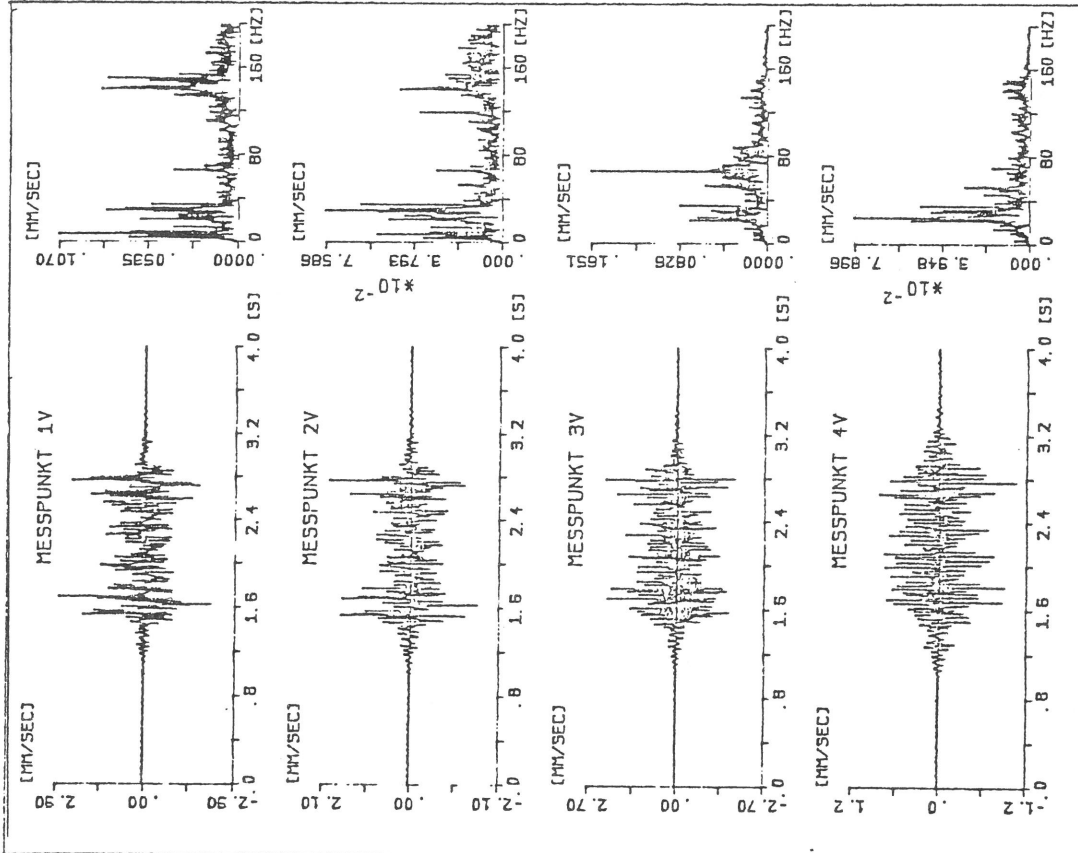 [MM/SEC]
2.90
.00
-2.90
MESSPUNKT 1V
.0 .8 1.6 2.4 3.2 4.0 [S]
[MM/SEC]
.1070
.0535
.0000
0 80 160 [HZ]
[MM/SEC]
2.10
.00
-2.10
MESSPUNKT 2V
.0 .8 1.6 2.4 3.2 4.0 [S]
[MM/SEC]
7.586
3.793
.000
*10-2
0 80 160 [HZ]
[MM/SEC]
2.70
.00
-2.70
MESSPUNKT 3V
.0 .8 1.6 2.4 3.2 4.0 [S]
[MM/SEC]
.1651
.0826
.0000
0 80 160 [HZ]
[MM/SEC]
1.2
.0
-1.2
MESSPUNKT 4V
.0 .8 1.6 2.4 3.2 4.0 [S]
[MM/SEC]
7.896
3.948
.000
*10-2
0 80 160 [HZ]